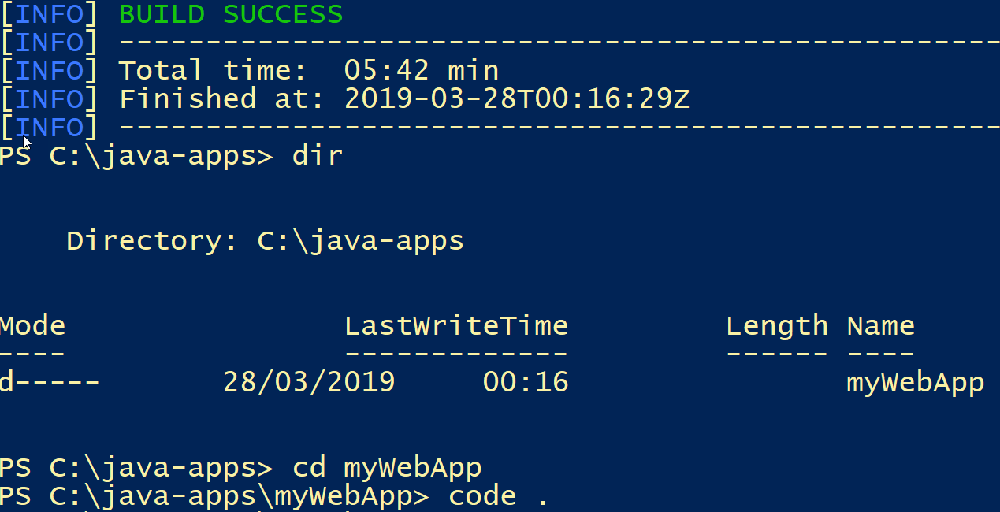 [INFO] BUILD SUCCESS
[INFO] ---------------------------------------------------
[INFO] Total time:  05:42 min
[INFO] Finished at: 2019-03-28T00:16:29Z
[INFO] ---------------------------------------------------
PS C:\java-apps> dir
    Directory: C:\java-apps
Mode                LastWriteTime         Length Name
----                -------------         ------ ----
d-----       28/03/2019     00:16                myWebApp
PS C:\java-apps> cd myWebApp
PS C:\java-apps\myWebApp> code .